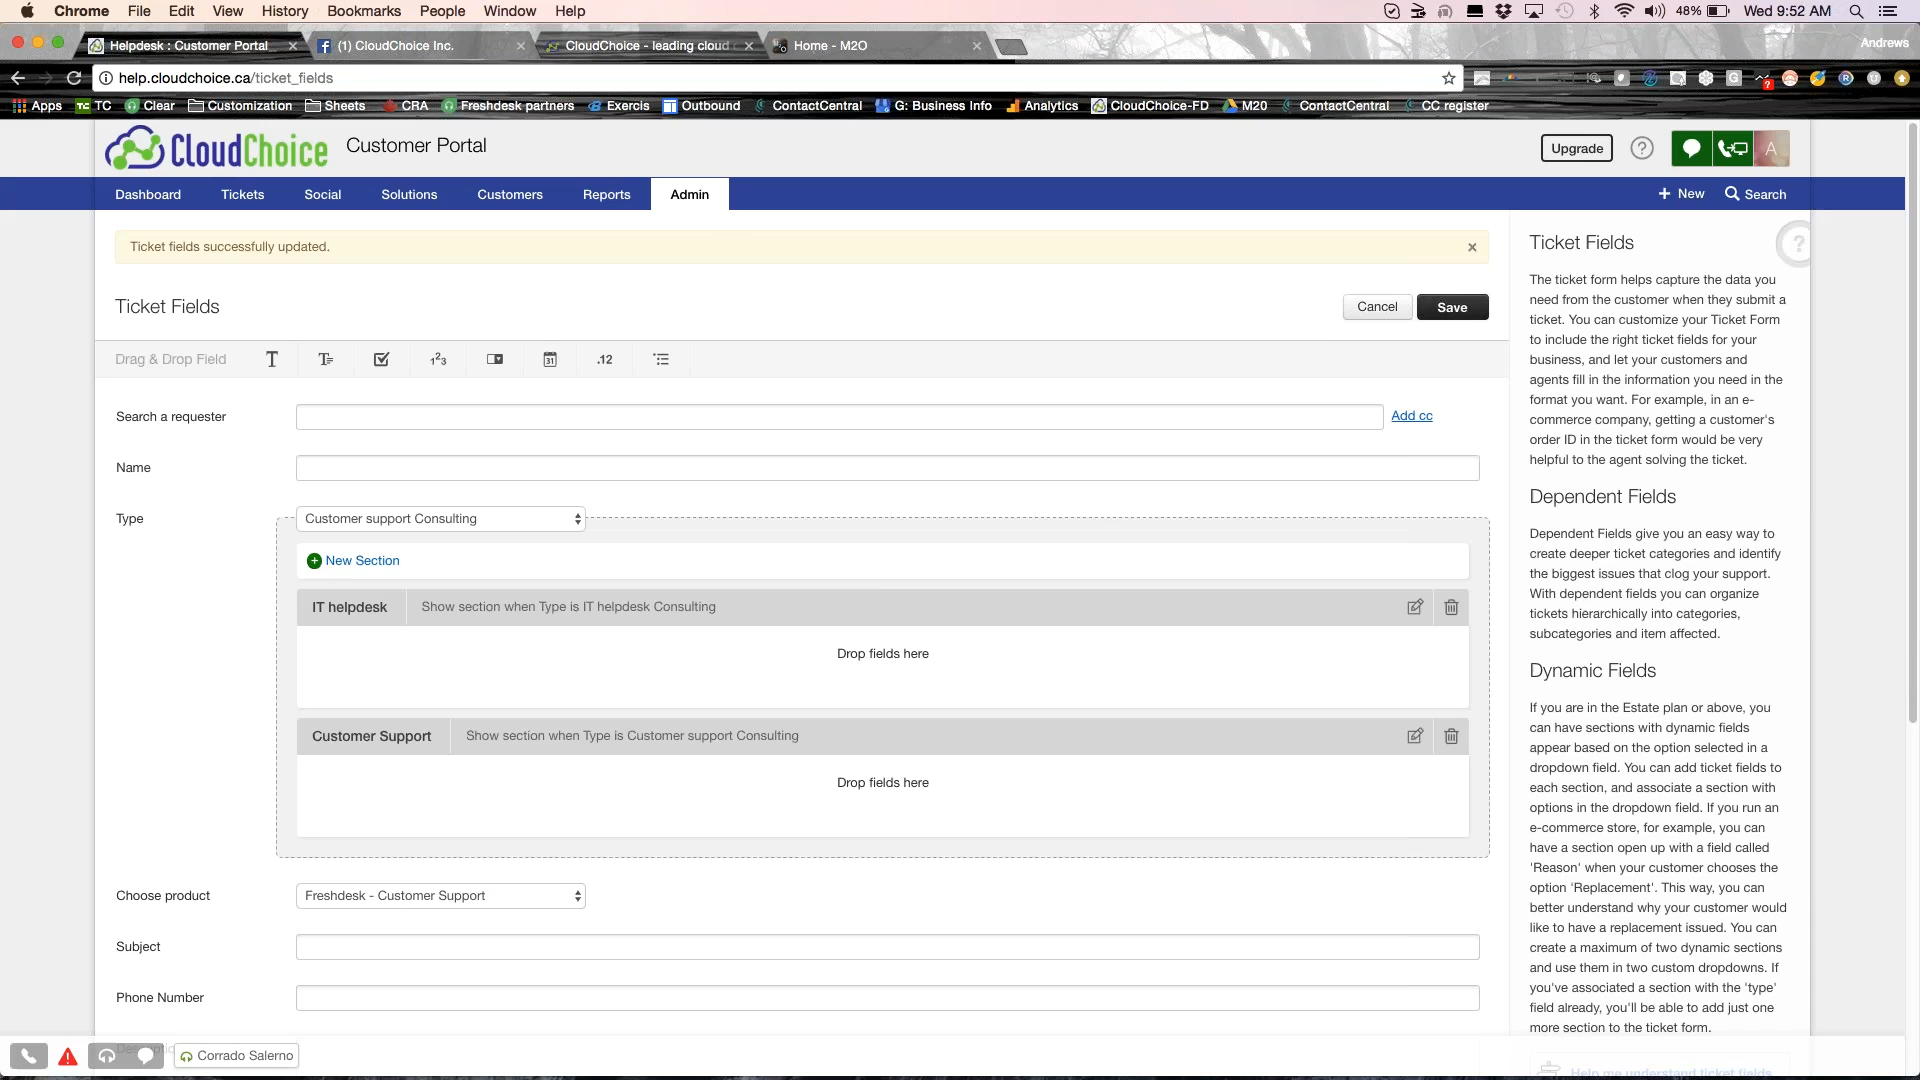 Chrome File Edit View History Bookmarks People Window Help 48% Wed 9:52 AM
Helpdesk : Customer Portal (1) CloudChoice Inc. CloudChoice - leading cloud Home - M2O Andrews
help.cloudchoice.ca/ticket_fields
Apps TC Clear Customization Sheets CRA Freshdesk partners Exercis Outbound ContactCentral G: Business Info Analytics CloudChoice-FD M20 ContactCentral CC register
CloudChoice Customer Portal Upgrade ? A
Dashboard Tickets Social Solutions Customers Reports Admin + New Search
Ticket fields successfully updated. ×
Ticket Fields Cancel Save
Drag & Drop Field T T 123 31 .12
Search a requester Add cc
Name
Type Customer support Consulting
New Section
IT helpdesk Show section when Type is IT helpdesk Consulting
Drop fields here
Customer Support Show section when Type is Customer support Consulting
Drop fields here
Choose product Freshdesk - Customer Support
Subject
Phone Number
Corrado Salerno
Ticket Fields ?
The ticket form helps capture the data you
need from the customer when they submit a
ticket. You can customize your Ticket Form
to include the right ticket fields for your
business, and let your customers and
agents fill in the information you need in the
format you want. For example, in an e-
commerce company, getting a customer's
order ID in the ticket form would be very
helpful to the agent solving the ticket.
Dependent Fields
Dependent Fields give you an easy way to
create deeper ticket categories and identify
the biggest issues that clog your support.
With dependent fields you can organize
tickets hierarchically into categories,
subcategories and item affected.
Dynamic Fields
If you are in the Estate plan or above, you
can have sections with dynamic fields
appear based on the option selected in a
dropdown field. You can add ticket fields to
each section, and associate a section with
options in the dropdown field. If you run an
e-commerce store, for example, you can
have a section open up with a field called
'Reason' when your customer chooses the
option 'Replacement'. This way, you can
better understand why your customer would
like to have a replacement issued. You can
create a maximum of two dynamic sections
and use them in two custom dropdowns. If
you've associated a section with the 'type'
field already, you'll be able to add just one
more section to the ticket form.
Help me understand ticket fields